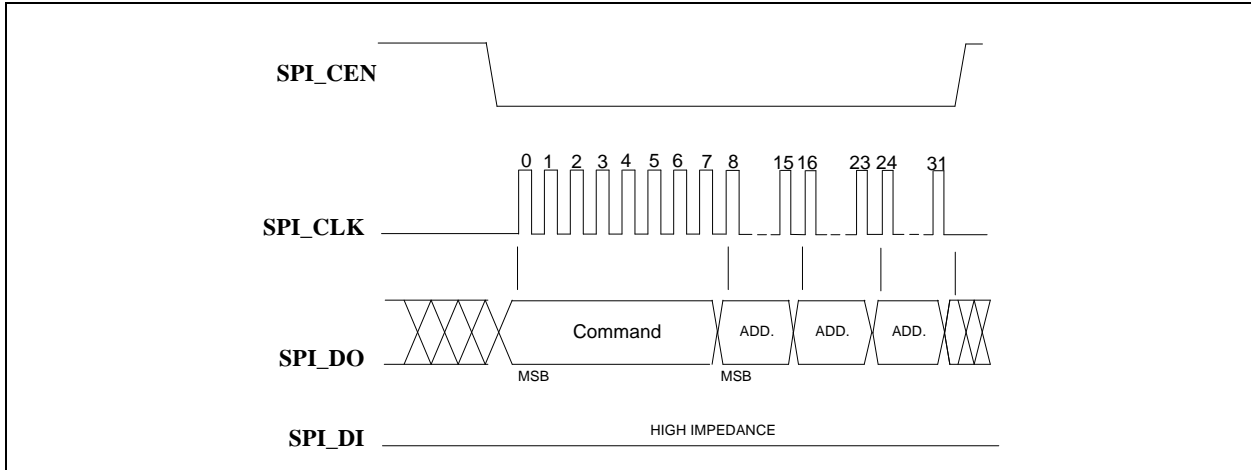 SPI_CEN
0 1 2 3 4 5 6 7 8 15 16 23 24 31
SPI_CLK
SPI_DO
Command
ADD.
ADD.
ADD.
MSB
MSB
HIGH IMPEDANCE
SPI_DI